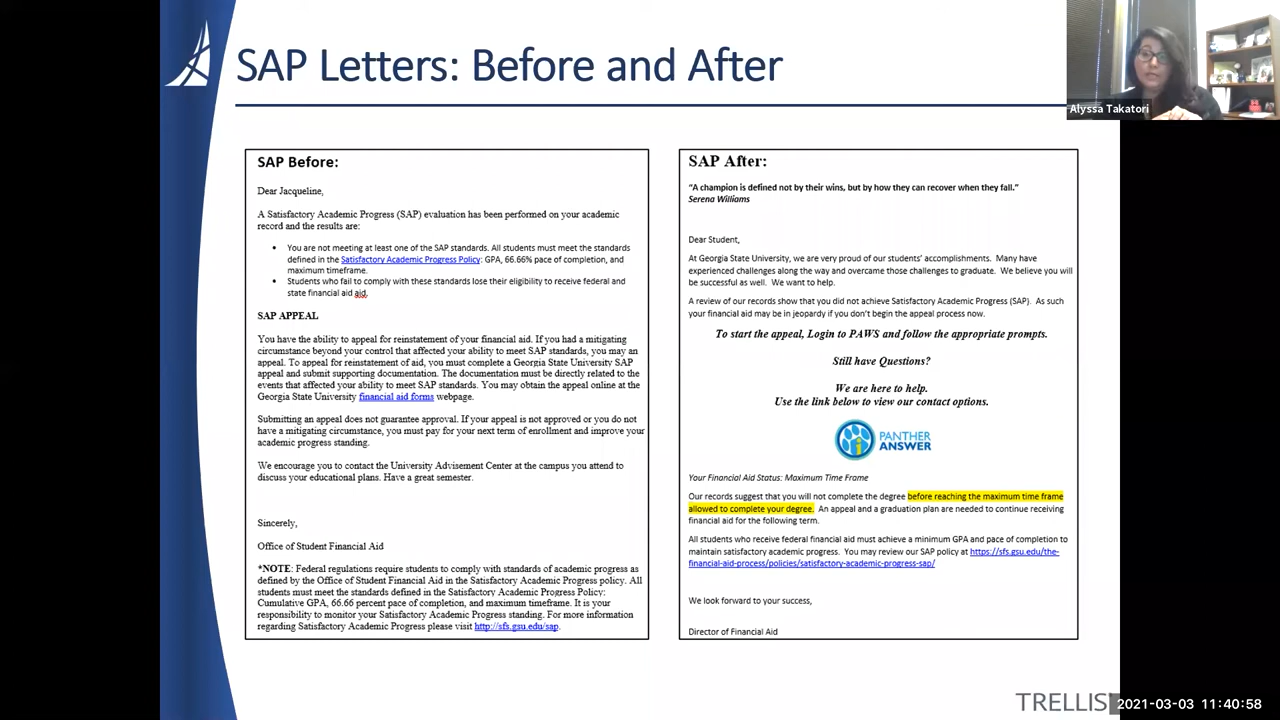 SAP Letters: Before and After
Alyssa Takatori
SAP Before:
Dear Jacqueline,
A Satisfactory Academic Progress (SAP) evaluation has been performed on your academic
record and the results are:
• You are not meeting at least one of the SAP standards. All students must meet the standards
defined in the Satisfactory Academic Progress Policy: GPA, 66.66% pace of completion, and
maximum timeframe.
• Students who fail to comply with these standards lose their eligibility to receive federal and
state financial aid aid.
SAP APPEAL
You have the ability to appeal for reinstatement of your financial aid. If you had a mitigating
circumstance beyond your control that affected your ability to meet SAP standards, you may an
appeal. To appeal for reinstatement of aid, you must complete a Georgia State University SAP
appeal and submit supporting documentation. The documentation must be directly related to the
events that affected your ability to meet SAP standards. You may obtain the appeal online at the
Georgia State University financial aid forms webpage.
Submitting an appeal does not guarantee approval. If your appeal is not approved or you do not
have a mitigating circumstance, you must pay for your next term of enrollment and improve your
academic progress standing.
We encourage you to contact the University Advisement Center at the campus you attend to
discuss your educational plans. Have a great semester.
Sincerely,
Office of Student Financial Aid
*NOTE: Federal regulations require students to comply with standards of academic progress as
defined by the Office of Student Financial Aid in the Satisfactory Academic Progress policy. All
students must meet the standards defined in the Satisfactory Academic Progress Policy:
Cumulative GPA, 66.66 percent pace of completion, and maximum timeframe. It is your
responsibility to monitor your Satisfactory Academic Progress standing. For more information
regarding Satisfactory Academic Progress please visit http://sfs.gsu.edu/sap.
SAP After:
"A champion is defined not by their wins, but by how they can recover when they fall."
Serena Williams
Dear Student,
At Georgia State University, we are very proud of our students' accomplishments. Many have
experienced challenges along the way and overcame those challenges to graduate. We believe you will
be successful as well. We want to help.
A review of our records show that you did not achieve Satisfactory Academic Progress (SAP). As such
your financial aid may be in jeopardy if you don't begin the appeal process now.
To start the appeal, Login to PAWS and follow the appropriate prompts.
Still have Questions?
We are here to help.
Use the link below to view our contact options.
PANTHER
ANSWER
Your Financial Aid Status: Maximum Time Frame
Our records suggest that you will not complete the degree before reaching the maximum time frame
allowed to complete your degree. An appeal and a graduation plan are needed to continue receiving
financial aid for the following term.
All students who receive federal financial aid must achieve a minimum GPA and pace of completion to
maintain satisfactory academic progress. You may review our SAP policy at https://sfs.gsu.edu/the-
financial-aid-process/policies/satisfactory-academic-progress-sap/
We look forward to your success,
Director of Financial Aid
TRELLIS
2021-03-03 11:40:58